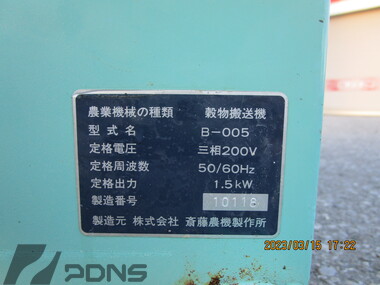 農業機械の種類 穀物搬送機
型式名 B-005
定格電圧 三相200V
定格周波数 50/60Hz
定格出力 1.5kW
製造番号 10118
製造元 株式会社 斎藤農機製作所
2023/03/15 17:22
PDNS